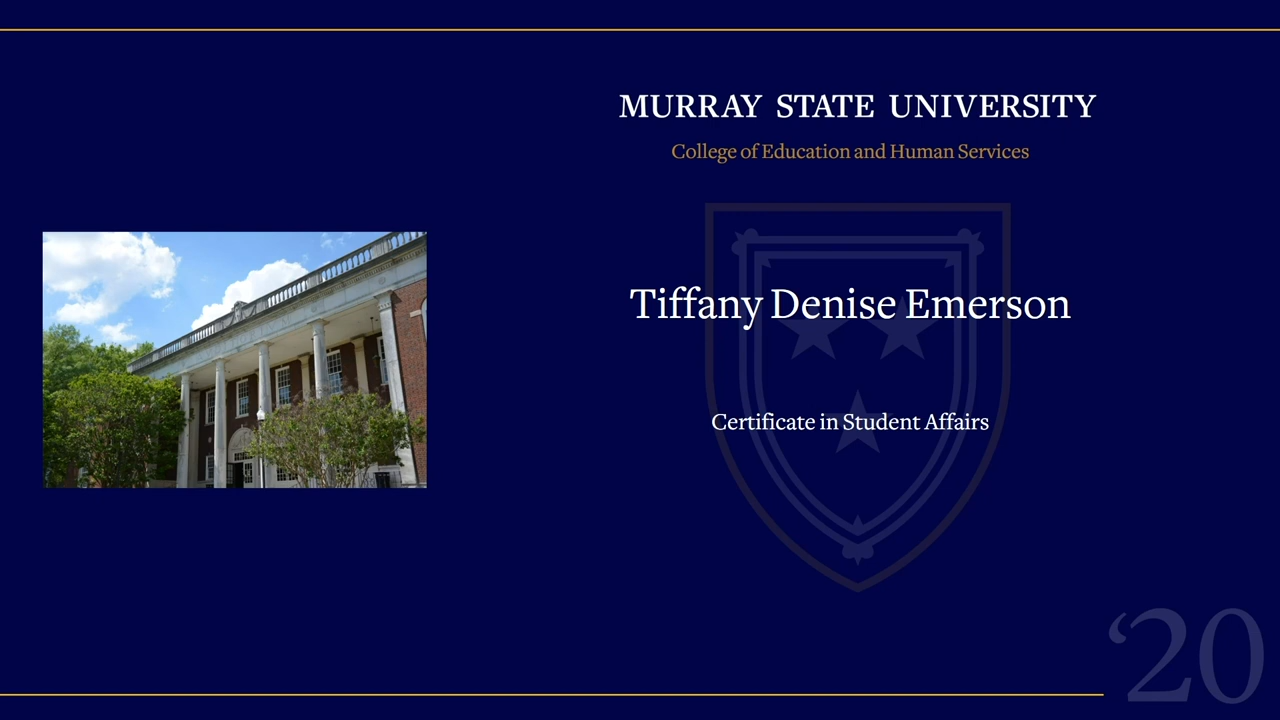 MURRAY STATE UNIVERSITY
College of Education and Human Services
Tiffany Denise Emerson
Certificate in Student Affairs
‘20